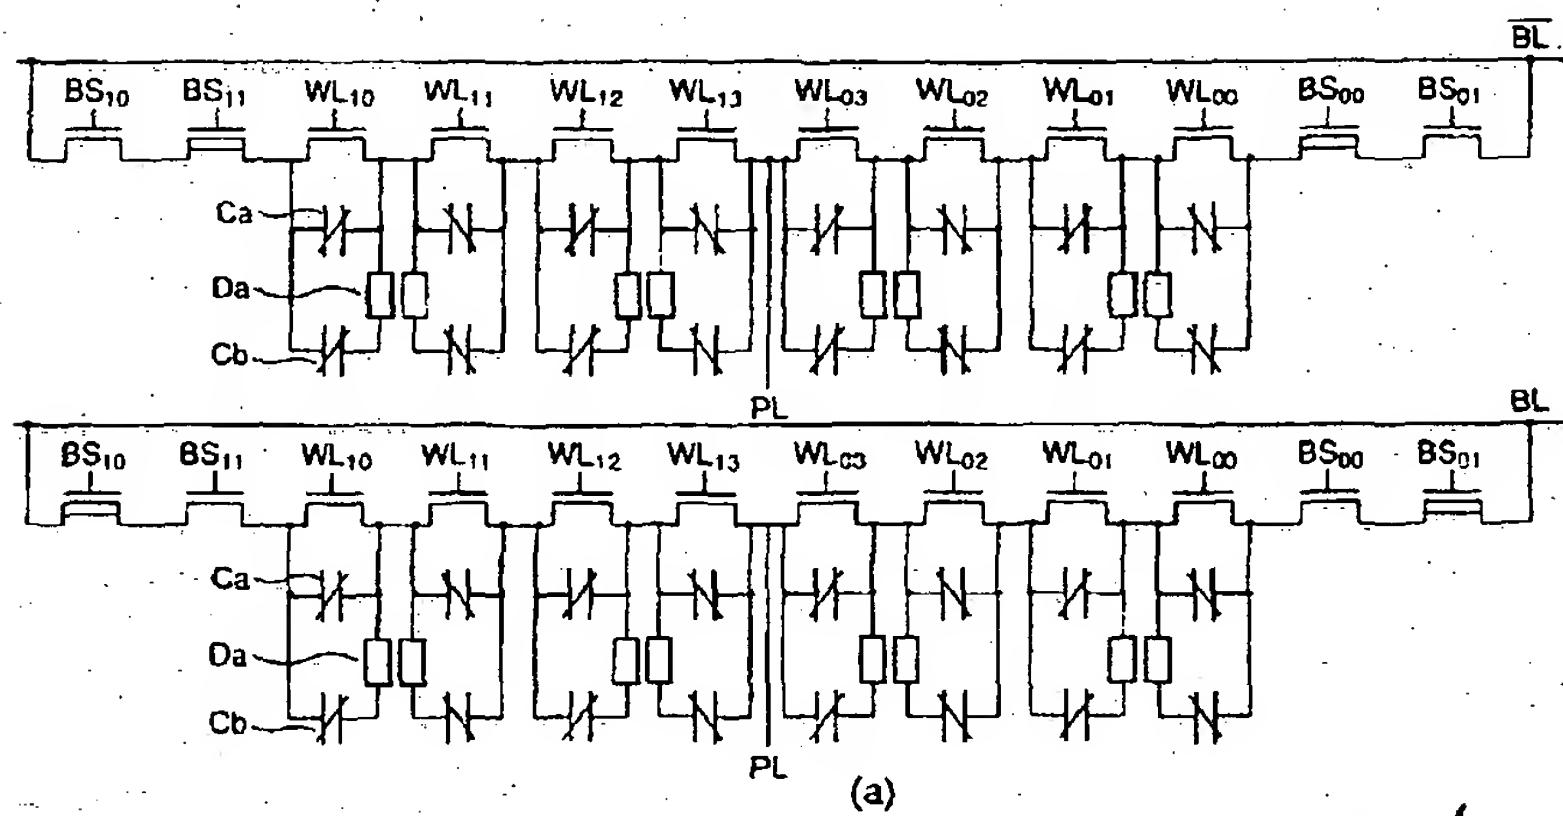 B̅L̅
BS₁₀ BS₁₁ WL₁₀ WL₁₁ WL₁₂ WL₁₃ WL₀₃ WL₀₂ WL₀₁ WL₀₀ BS₀₀ BS₀₁
Ca
Da
Cb
PL
BL
BS₁₀ BS₁₁ WL₁₀ WL₁₁ WL₁₂ WL₁₃ WL₀₃ WL₀₂ WL₀₁ WL₀₀ BS₀₀ BS₀₁
Ca
Da
Cb
PL
(a)